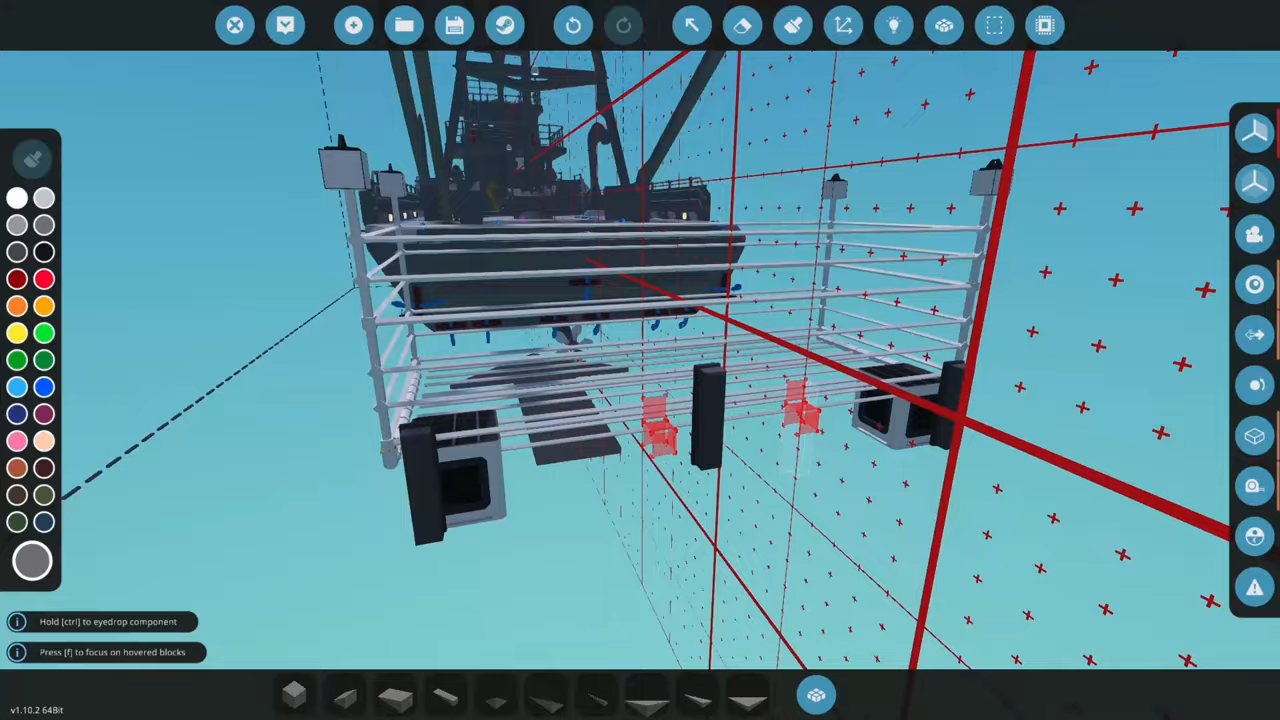 Hold [ctrl] to eyedrop component
Press [f] to focus on hovered blocks
v1.10.2 64Bit